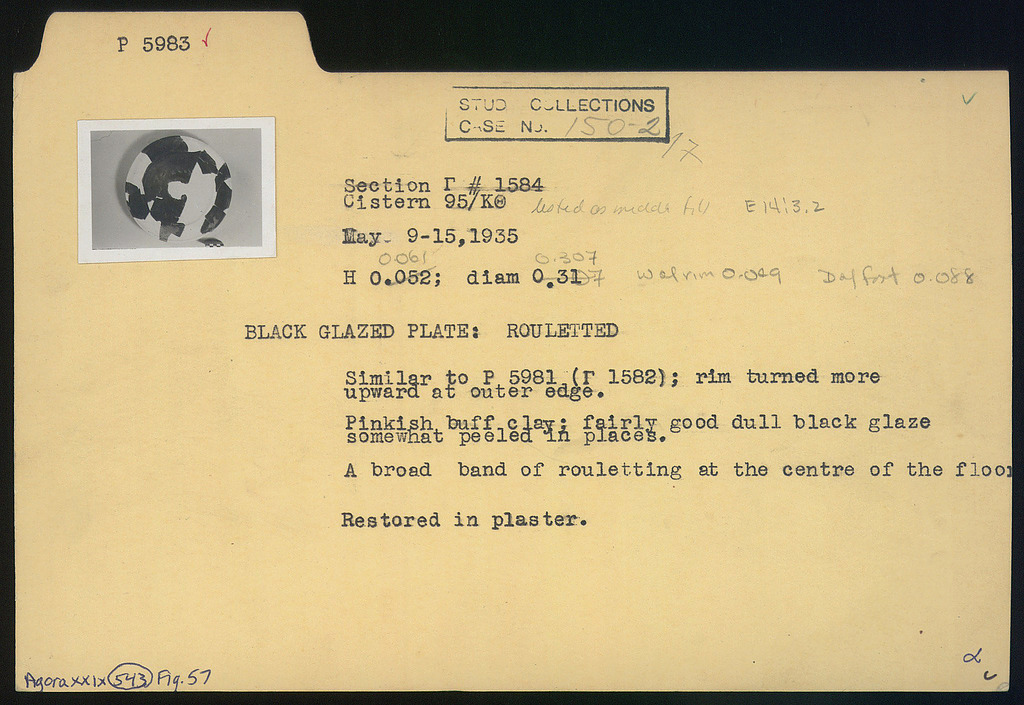 P 5983 ✓
STUD COLLECTIONS
CASE NO. 150-2
17
Section Γ # 1584
Cistern 95/ΚΘ listed as middle fill E 14:3.2
May 9-15,1935
0.061 0.307
H 0.052; diam 0.31 W of rim 0.049 D of foot 0.088
BLACK GLAZED PLATE: ROULETTED
Similar to P 5981 (Γ 1582); rim turned more
upward at outer edge.
Pinkish buff clay; fairly good dull black glaze
somewhat peeled in places.
A broad band of rouletting at the centre of the floor
Restored in plaster.
Agora XXIX 543 Fig. 57
α